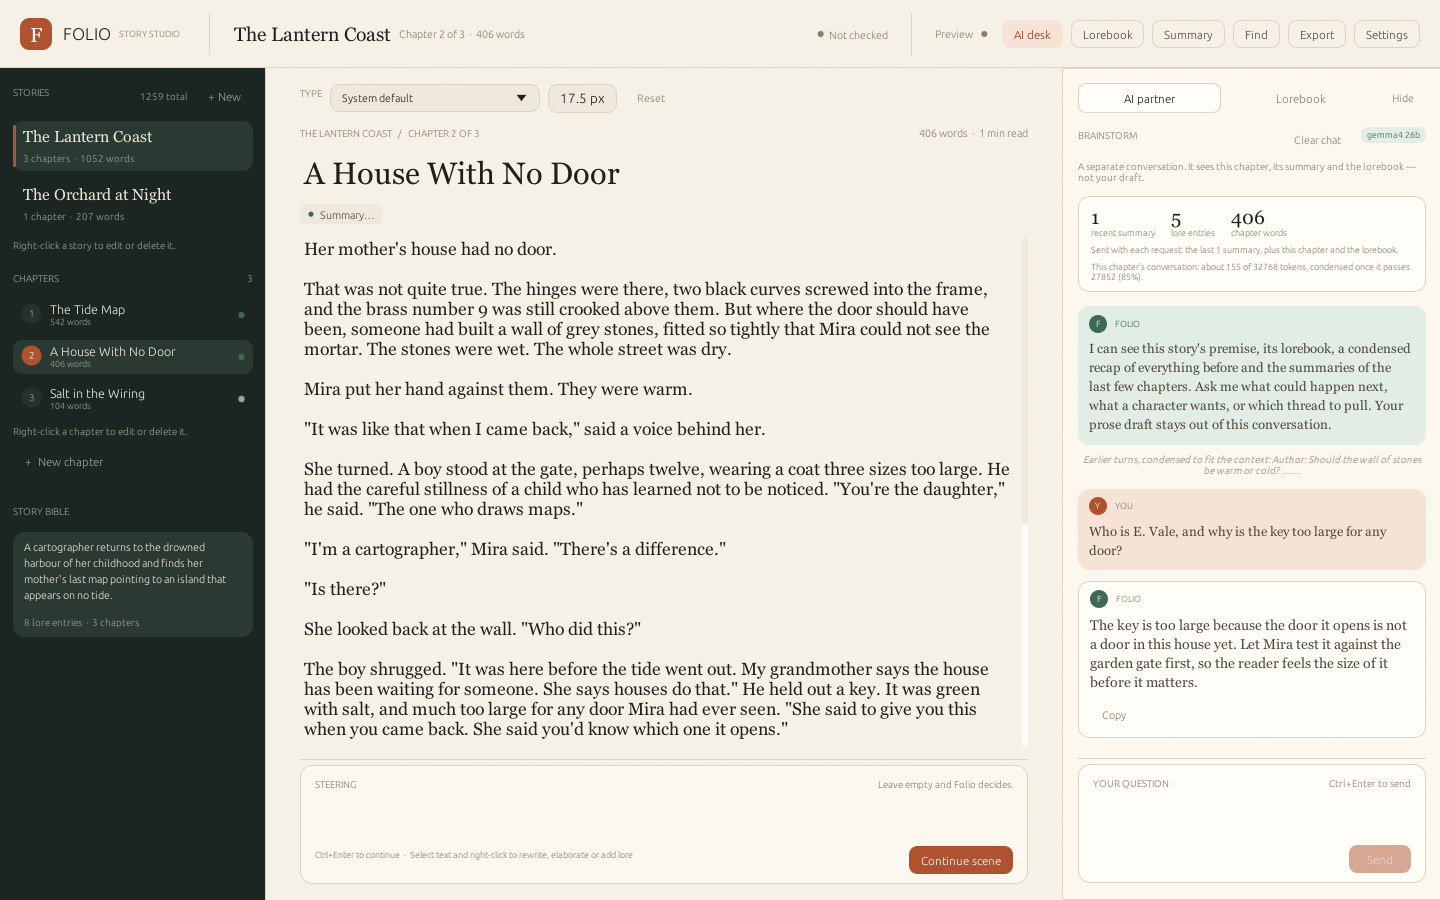 F FOLIO STORY STUDIO
The Lantern Coast Chapter 2 of 3 · 406 words
Not checked
Preview
AI desk
Lorebook
Summary
Find
Export
Settings
STORIES
1259 total
+ New
The Lantern Coast
3 chapters · 1052 words
The Orchard at Night
1 chapter · 207 words
Right-click a story to edit or delete it.
CHAPTERS 3
1 The Tide Map
542 words
2 A House With No Door
406 words
3 Salt in the Wiring
104 words
Right-click a chapter to edit or delete it.
+ New chapter
STORY BIBLE
A cartographer returns to the drowned
harbour of her childhood and finds her
mother's last map pointing to an island that
appears on no tide.
8 lore entries · 3 chapters
TYPE
System default
17.5 px
Reset
THE LANTERN COAST / CHAPTER 2 OF 3
406 words · 1 min read
A House With No Door
Summary...
Her mother's house had no door.
That was not quite true. The hinges were there, two black curves screwed into the frame,
and the brass number 9 was still crooked above them. But where the door should have
been, someone had built a wall of grey stones, fitted so tightly that Mira could not see the
mortar. The stones were wet. The whole street was dry.
Mira put her hand against them. They were warm.
"It was like that when I came back," said a voice behind her.
She turned. A boy stood at the gate, perhaps twelve, wearing a coat three sizes too large. He
had the careful stillness of a child who has learned not to be noticed. "You're the daughter,"
he said. "The one who draws maps."
"I'm a cartographer," Mira said. "There's a difference."
"Is there?"
She looked back at the wall. "Who did this?"
The boy shrugged. "It was here before the tide went out. My grandmother says the house
has been waiting for someone. She says houses do that." He held out a key. It was green
with salt, and much too large for any door Mira had ever seen. "She said to give you this
when you came back. She said you'd know which one it opens."
STEERING
Leave empty and Folio decides.
Ctrl+Enter to continue · Select text and right-click to rewrite, elaborate or add lore
Continue scene
AI partner
Lorebook
Hide
BRAINSTORM
Clear chat
gemma4 26b
A separate conversation. It sees this chapter, its summary and the lorebook —
not your draft.
1 5 406
recent summary lore entries chapter words
Sent with each request: the last 1 summary, plus this chapter and the lorebook.
This chapter's conversation: about 155 of 32768 tokens, condensed once it passes
27852 (85%).
F FOLIO
I can see this story's premise, its lorebook, a condensed
recap of everything before and the summaries of the
last few chapters. Ask me what could happen next,
what a character wants, or which thread to pull. Your
prose draft stays out of this conversation.
Earlier turns, condensed to fit the context: Author: Should the wall of stones
be warm or cold? ……
Y YOU
Who is E. Vale, and why is the key too large for any
door?
F FOLIO
The key is too large because the door it opens is not
a door in this house yet. Let Mira test it against the
garden gate first, so the reader feels the size of it
before it matters.
Copy
YOUR QUESTION
Ctrl+Enter to send
Send